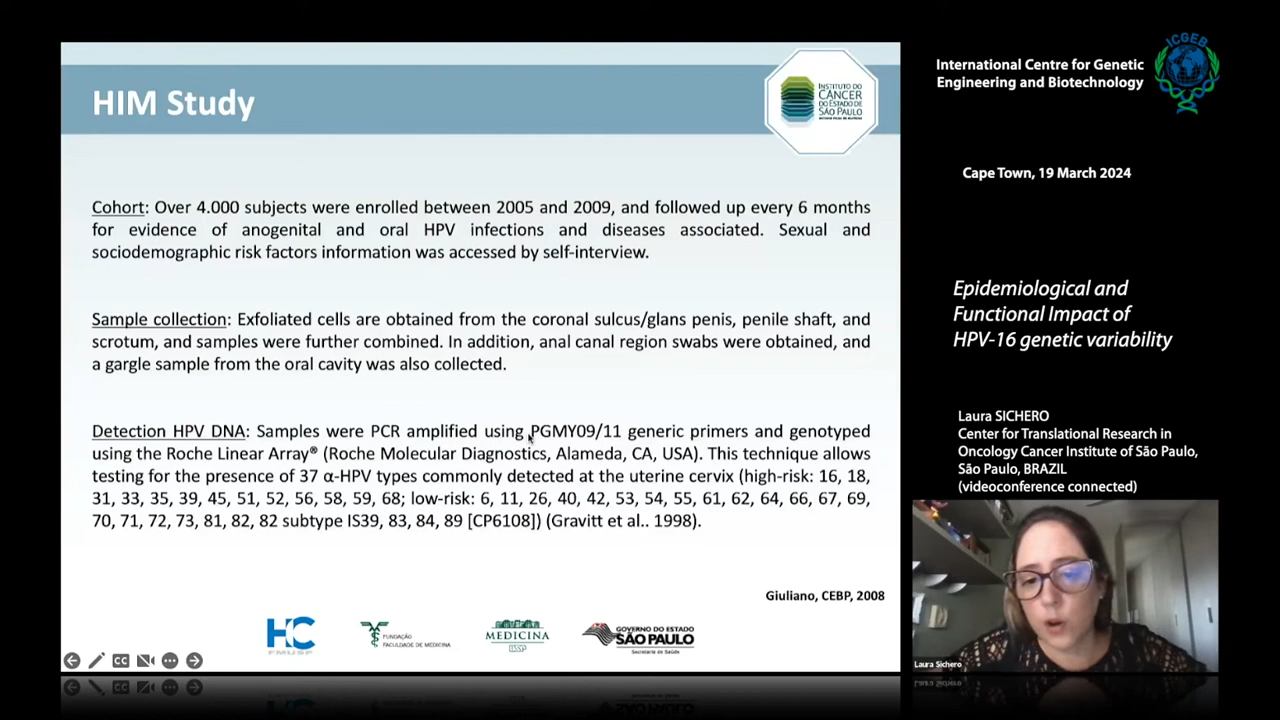 HIM Study
INSTITUTO DO
CÂNCER
DO ESTADO DE
SÃO PAULO
Cohort: Over 4.000 subjects were enrolled between 2005 and 2009, and followed up every 6 months
for evidence of anogenital and oral HPV infections and diseases associated. Sexual and
sociodemographic risk factors information was accessed by self-interview.
Sample collection: Exfoliated cells are obtained from the coronal sulcus/glans penis, penile shaft, and
scrotum, and samples were further combined. In addition, anal canal region swabs were obtained, and
a gargle sample from the oral cavity was also collected.
Detection HPV DNA: Samples were PCR amplified using PGMY09/11 generic primers and genotyped
using the Roche Linear Array® (Roche Molecular Diagnostics, Alameda, CA, USA). This technique allows
testing for the presence of 37 α-HPV types commonly detected at the uterine cervix (high-risk: 16, 18,
31, 33, 35, 39, 45, 51, 52, 56, 58, 59, 68; low-risk: 6, 11, 26, 40, 42, 53, 54, 55, 61, 62, 64, 66, 67, 69,
70, 71, 72, 73, 81, 82, 82 subtype IS39, 83, 84, 89 [CP6108]) (Gravitt et al.. 1998).
Giuliano, CEBP, 2008
HC
FMUSP
FUNDAÇÃO
FACULDADE DE MEDICINA
MEDICINA
USP
GOVERNO DO ESTADO
SÃO PAULO
Secretaria da Saúde
CC
International Centre for Genetic
Engineering and Biotechnology
ICGEB
Cape Town, 19 March 2024
Epidemiological and
Functional Impact of
HPV-16 genetic variability
Laura SICHERO
Center for Translational Research in
Oncology Cancer Institute of São Paulo,
São Paulo, BRAZIL
(videoconference connected)
Laura Sichero